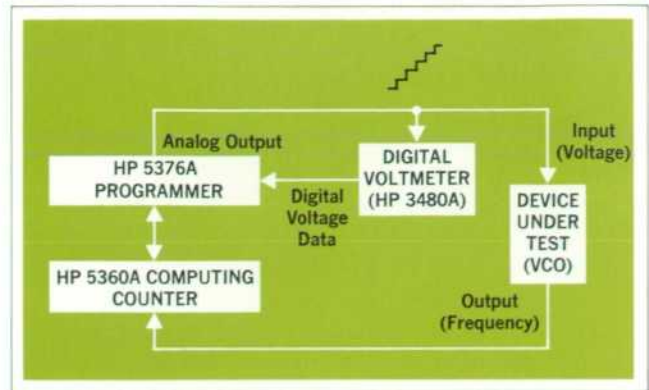 Analog Output
HP 5376A
PROGRAMMER
Digital
Voltage
Data
DIGITAL
VOLTMETER
(HP 3480A)
Input
(Voltage)
DEVICE
UNDER
TEST
(VCO)
HP 5360A COMPUTING
COUNTER
Output
(Frequency)